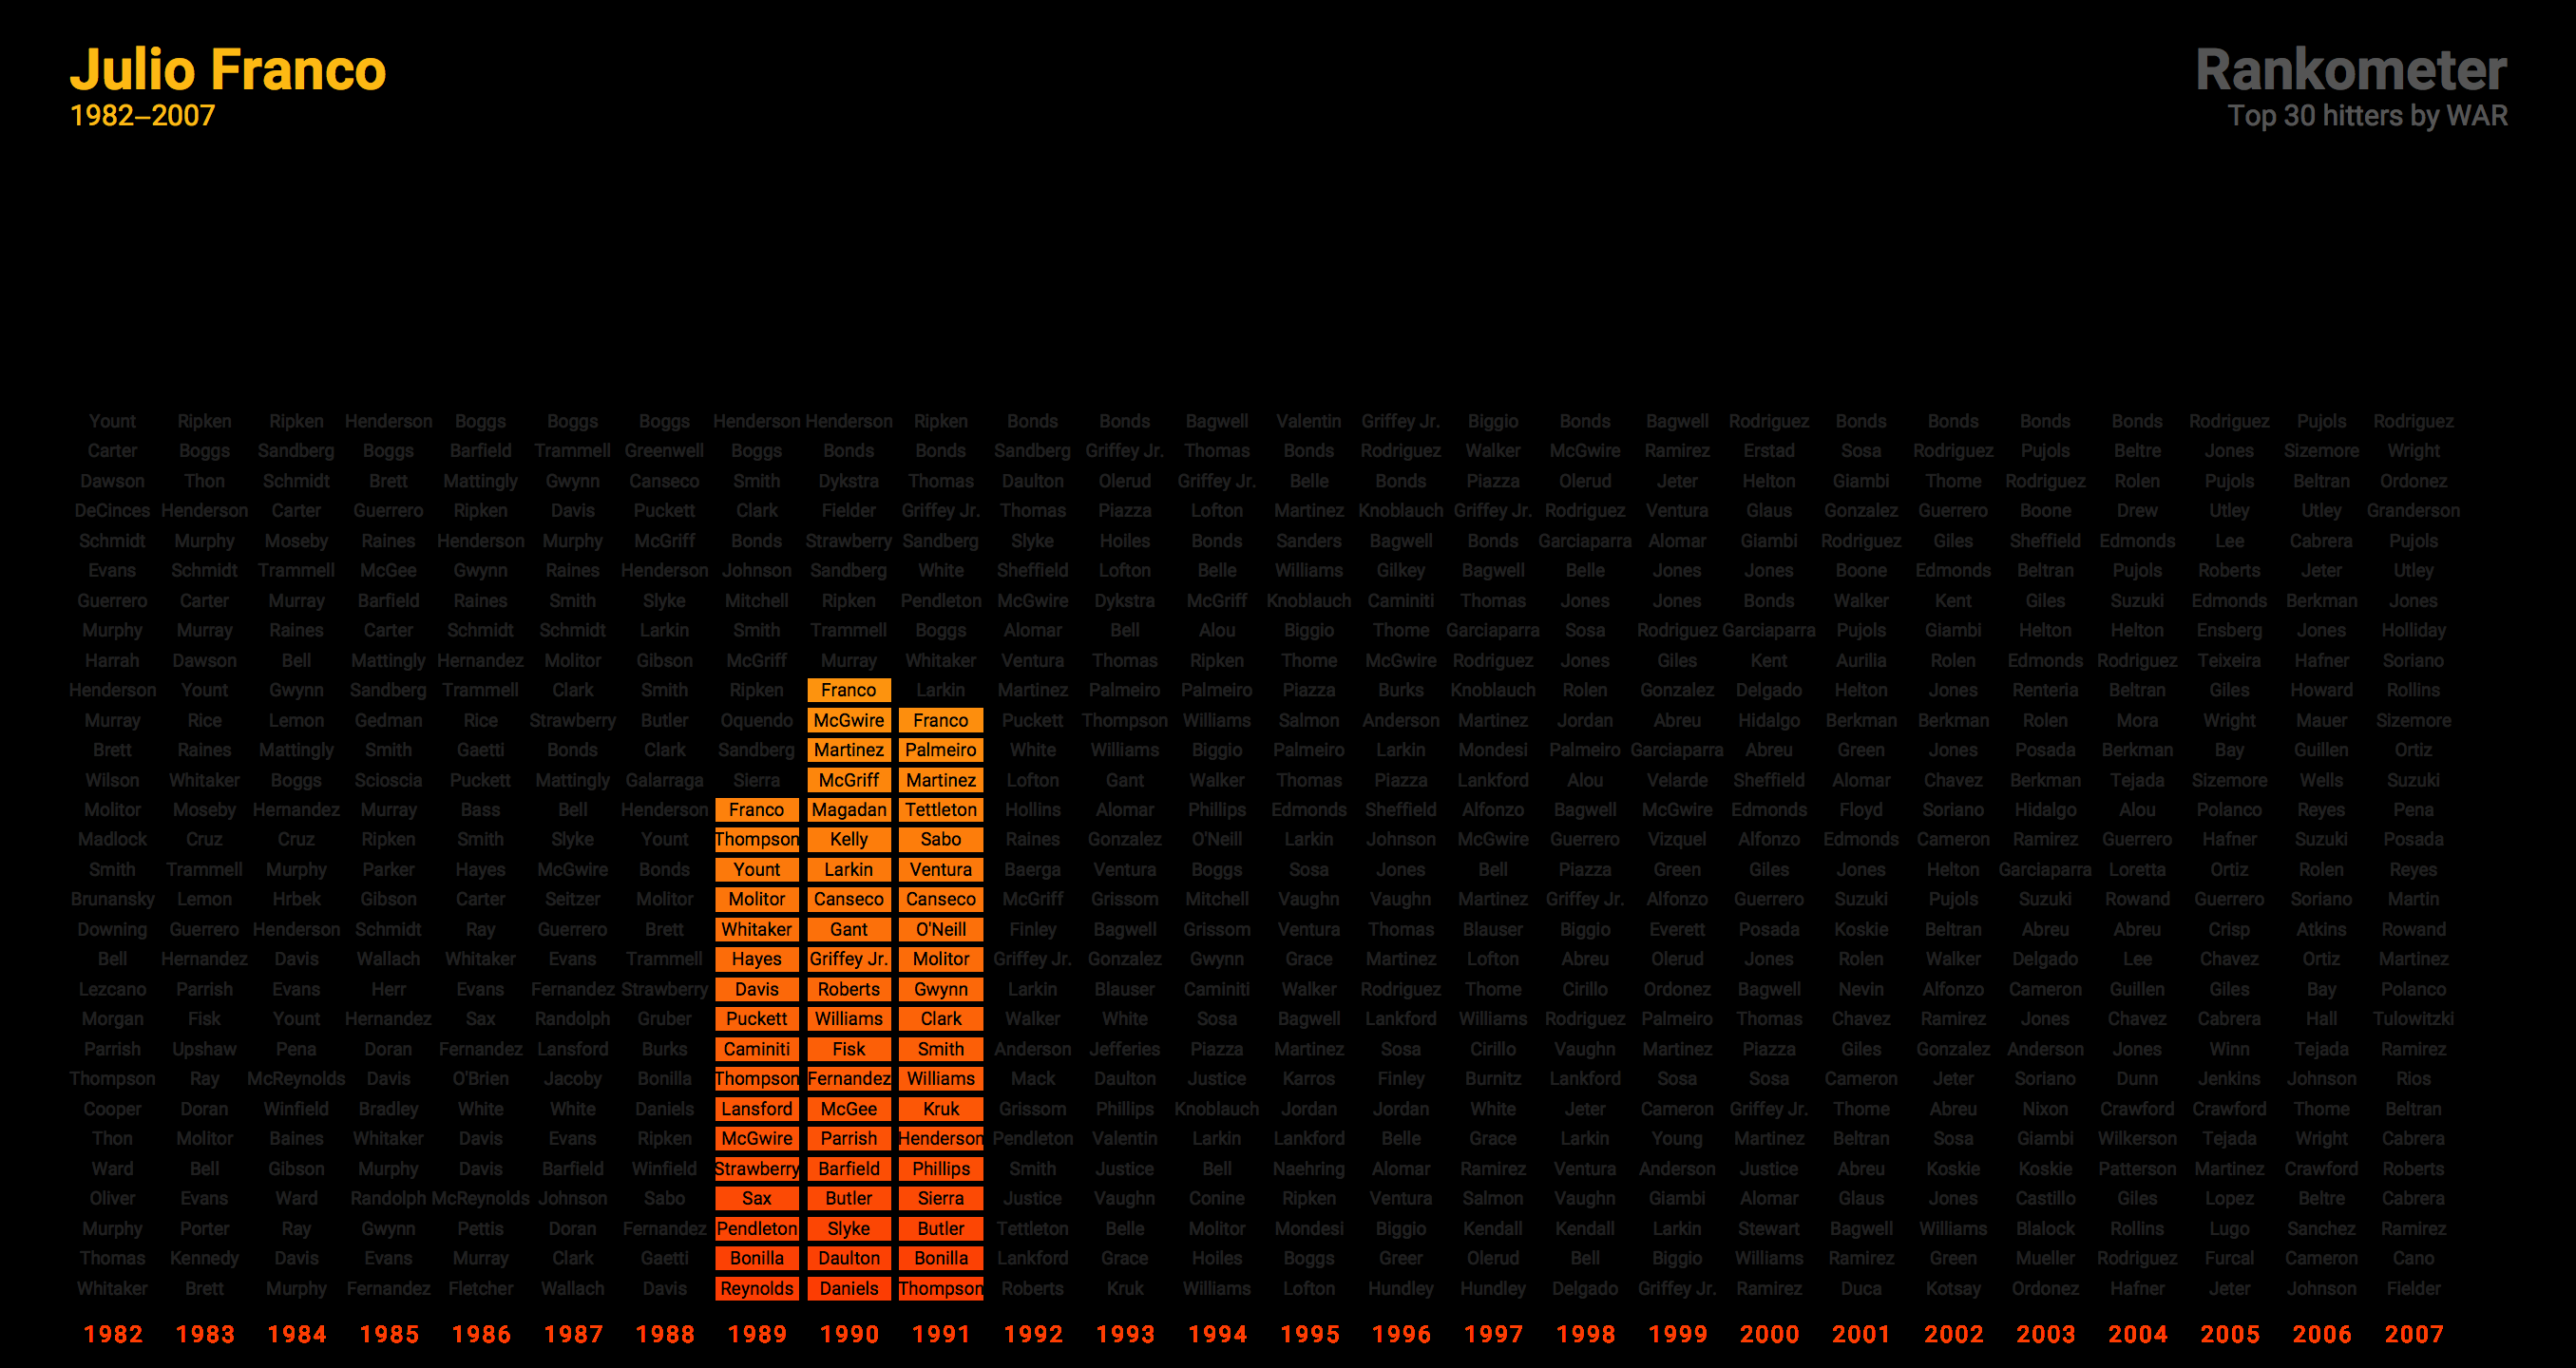 Julio Franco Rankometer
1982–2007 Top 30 hitters by WAR
Yount Ripken Ripken Henderson Boggs Boggs Boggs Henderson Henderson Ripken Bonds Bonds Bagwell Valentin Griffey Jr. Biggio Bonds Bagwell Rodriguez Bonds Bonds Bonds Bonds Rodriguez Pujols Rodriguez
Carter Boggs Sandberg Boggs Barfield Trammell Greenwell Boggs Bonds Bonds Sandberg Griffey Jr. Thomas Bonds Rodriguez Walker McGwire Ramirez Erstad Sosa Rodriguez Pujols Beltre Jones Sizemore Wright
Dawson Thon Schmidt Brett Mattingly Gwynn Canseco Smith Dykstra Thomas Daulton Olerud Griffey Jr. Belle Bonds Piazza Olerud Jeter Helton Giambi Thome Rodriguez Rolen Pujols Beltran Ordonez
DeCinces Henderson Carter Guerrero Ripken Davis Puckett Clark Fielder Griffey Jr. Thomas Piazza Lofton Martinez Knoblauch Griffey Jr. Rodriguez Ventura Glaus Gonzalez Guerrero Boone Drew Utley Utley Granderson
Schmidt Murphy Moseby Raines Henderson Murphy McGriff Bonds Strawberry Sandberg Slyke Hoiles Bonds Sanders Bagwell Bonds Garciaparra Alomar Giambi Rodriguez Giles Sheffield Edmonds Lee Cabrera Pujols
Evans Schmidt Trammell McGee Gwynn Raines Henderson Johnson Sandberg White Sheffield Lofton Belle Williams Gilkey Bagwell Belle Jones Jones Boone Edmonds Beltran Pujols Roberts Jeter Utley
Guerrero Carter Murray Barfield Raines Smith Slyke Mitchell Ripken Pendleton McGwire Dykstra McGriff Knoblauch Caminiti Thomas Jones Jones Bonds Walker Kent Giles Suzuki Edmonds Berkman Jones
Murphy Murray Raines Carter Schmidt Schmidt Larkin Smith Trammell Boggs Alomar Bell Alou Biggio Thome Garciaparra Sosa Rodriguez Garciaparra Pujols Giambi Helton Helton Ensberg Jones Holliday
Harrah Dawson Bell Mattingly Hernandez Molitor Gibson McGriff Murray Whitaker Ventura Thomas Ripken Thome McGwire Rodriguez Jones Giles Kent Aurilia Rolen Edmonds Rodriguez Teixeira Hafner Soriano
Henderson Yount Gwynn Sandberg Trammell Clark Smith Ripken Franco Larkin Martinez Palmeiro Palmeiro Piazza Burks Knoblauch Rolen Gonzalez Delgado Helton Jones Renteria Beltran Giles Howard Rollins
Murray Rice Lemon Gedman Rice Strawberry Butler Oquendo McGwire Franco Puckett Thompson Williams Salmon Anderson Martinez Jordan Abreu Hidalgo Berkman Berkman Rolen Mora Wright Mauer Sizemore
Brett Raines Mattingly Smith Gaetti Bonds Clark Sandberg Martinez Palmeiro White Williams Biggio Palmeiro Larkin Mondesi Palmeiro Garciaparra Abreu Green Jones Posada Berkman Bay Guillen Ortiz
Wilson Whitaker Boggs Scioscia Puckett Mattingly Galarraga Sierra McGriff Martinez Lofton Gant Walker Thomas Piazza Lankford Alou Velarde Sheffield Alomar Chavez Berkman Tejada Sizemore Wells Suzuki
Molitor Moseby Hernandez Murray Bass Bell Henderson Franco Magadan Tettleton Hollins Alomar Phillips Edmonds Sheffield Alfonzo Bagwell McGwire Edmonds Floyd Soriano Hidalgo Alou Polanco Reyes Pena
Madlock Cruz Cruz Ripken Smith Slyke Yount Thompson Kelly Sabo Raines Gonzalez O'Neill Larkin Johnson McGwire Guerrero Vizquel Alfonzo Edmonds Cameron Ramirez Guerrero Hafner Suzuki Posada
Smith Trammell Murphy Parker Hayes McGwire Bonds Yount Larkin Ventura Baerga Ventura Boggs Sosa Jones Bell Piazza Green Giles Jones Helton Garciaparra Loretta Ortiz Rolen Reyes
Brunansky Lemon Hrbek Gibson Carter Seitzer Molitor Molitor Canseco Canseco McGriff Grissom Mitchell Vaughn Vaughn Martinez Griffey Jr. Alfonzo Guerrero Suzuki Pujols Suzuki Rowand Guerrero Soriano Martin
Downing Guerrero Henderson Schmidt Ray Guerrero Brett Whitaker Gant O'Neill Finley Bagwell Grissom Ventura Thomas Blauser Biggio Everett Posada Koskie Beltran Abreu Abreu Crisp Atkins Rowand
Bell Hernandez Davis Wallach Whitaker Evans Trammell Hayes Griffey Jr. Molitor Griffey Jr. Gonzalez Gwynn Grace Martinez Lofton Abreu Olerud Jones Rolen Walker Delgado Lee Chavez Ortiz Martinez
Lezcano Parrish Evans Herr Evans Fernandez Strawberry Davis Roberts Gwynn Larkin Blauser Caminiti Walker Rodriguez Thome Cirillo Ordonez Bagwell Nevin Alfonzo Cameron Guillen Giles Bay Polanco
Morgan Fisk Yount Hernandez Sax Randolph Gruber Puckett Williams Clark Walker White Sosa Bagwell Lankford Williams Rodriguez Palmeiro Thomas Chavez Ramirez Jones Chavez Cabrera Hall Tulowitzki
Parrish Upshaw Pena Doran Fernandez Lansford Burks Caminiti Fisk Smith Anderson Jefferies Piazza Martinez Sosa Cirillo Vaughn Martinez Piazza Giles Gonzalez Anderson Jones Winn Tejada Ramirez
Thompson Ray McReynolds Davis O'Brien Jacoby Bonilla Thompson Fernandez Williams Mack Daulton Justice Karros Finley Burnitz Lankford Sosa Sosa Cameron Jeter Soriano Dunn Jenkins Johnson Rios
Cooper Doran Winfield Bradley White White Daniels Lansford McGee Kruk Grissom Phillips Knoblauch Jordan Jordan White Jeter Cameron Griffey Jr. Thome Abreu Nixon Crawford Crawford Thome Beltran
Thon Molitor Baines Whitaker Davis Evans Ripken McGwire Parrish Henderson Pendleton Valentin Larkin Lankford Belle Grace Larkin Young Martinez Beltran Sosa Giambi Wilkerson Tejada Wright Cabrera
Ward Bell Gibson Murphy Davis Barfield Winfield Strawberry Barfield Phillips Smith Justice Bell Naehring Alomar Ramirez Ventura Anderson Justice Abreu Koskie Koskie Patterson Martinez Crawford Roberts
Oliver Evans Ward Randolph McReynolds Johnson Sabo Sax Butler Sierra Justice Vaughn Conine Ripken Ventura Salmon Vaughn Giambi Alomar Glaus Jones Castillo Giles Lopez Beltre Cabrera
Murphy Porter Ray Gwynn Pettis Doran Fernandez Pendleton Slyke Butler Tettleton Belle Molitor Mondesi Biggio Kendall Kendall Larkin Stewart Bagwell Williams Blalock Rollins Lugo Sanchez Ramirez
Thomas Kennedy Davis Evans Murray Clark Gaetti Bonilla Daulton Bonilla Lankford Grace Hoiles Boggs Greer Olerud Bell Biggio Williams Ramirez Green Mueller Rodriguez Furcal Cameron Cano
Whitaker Brett Murphy Fernandez Fletcher Wallach Davis Reynolds Daniels Thompson Roberts Kruk Williams Lofton Hundley Hundley Delgado Griffey Jr. Ramirez Duca Kotsay Ordonez Hafner Jeter Johnson Fielder
1982 1983 1984 1985 1986 1987 1988 1989 1990 1991 1992 1993 1994 1995 1996 1997 1998 1999 2000 2001 2002 2003 2004 2005 2006 2007